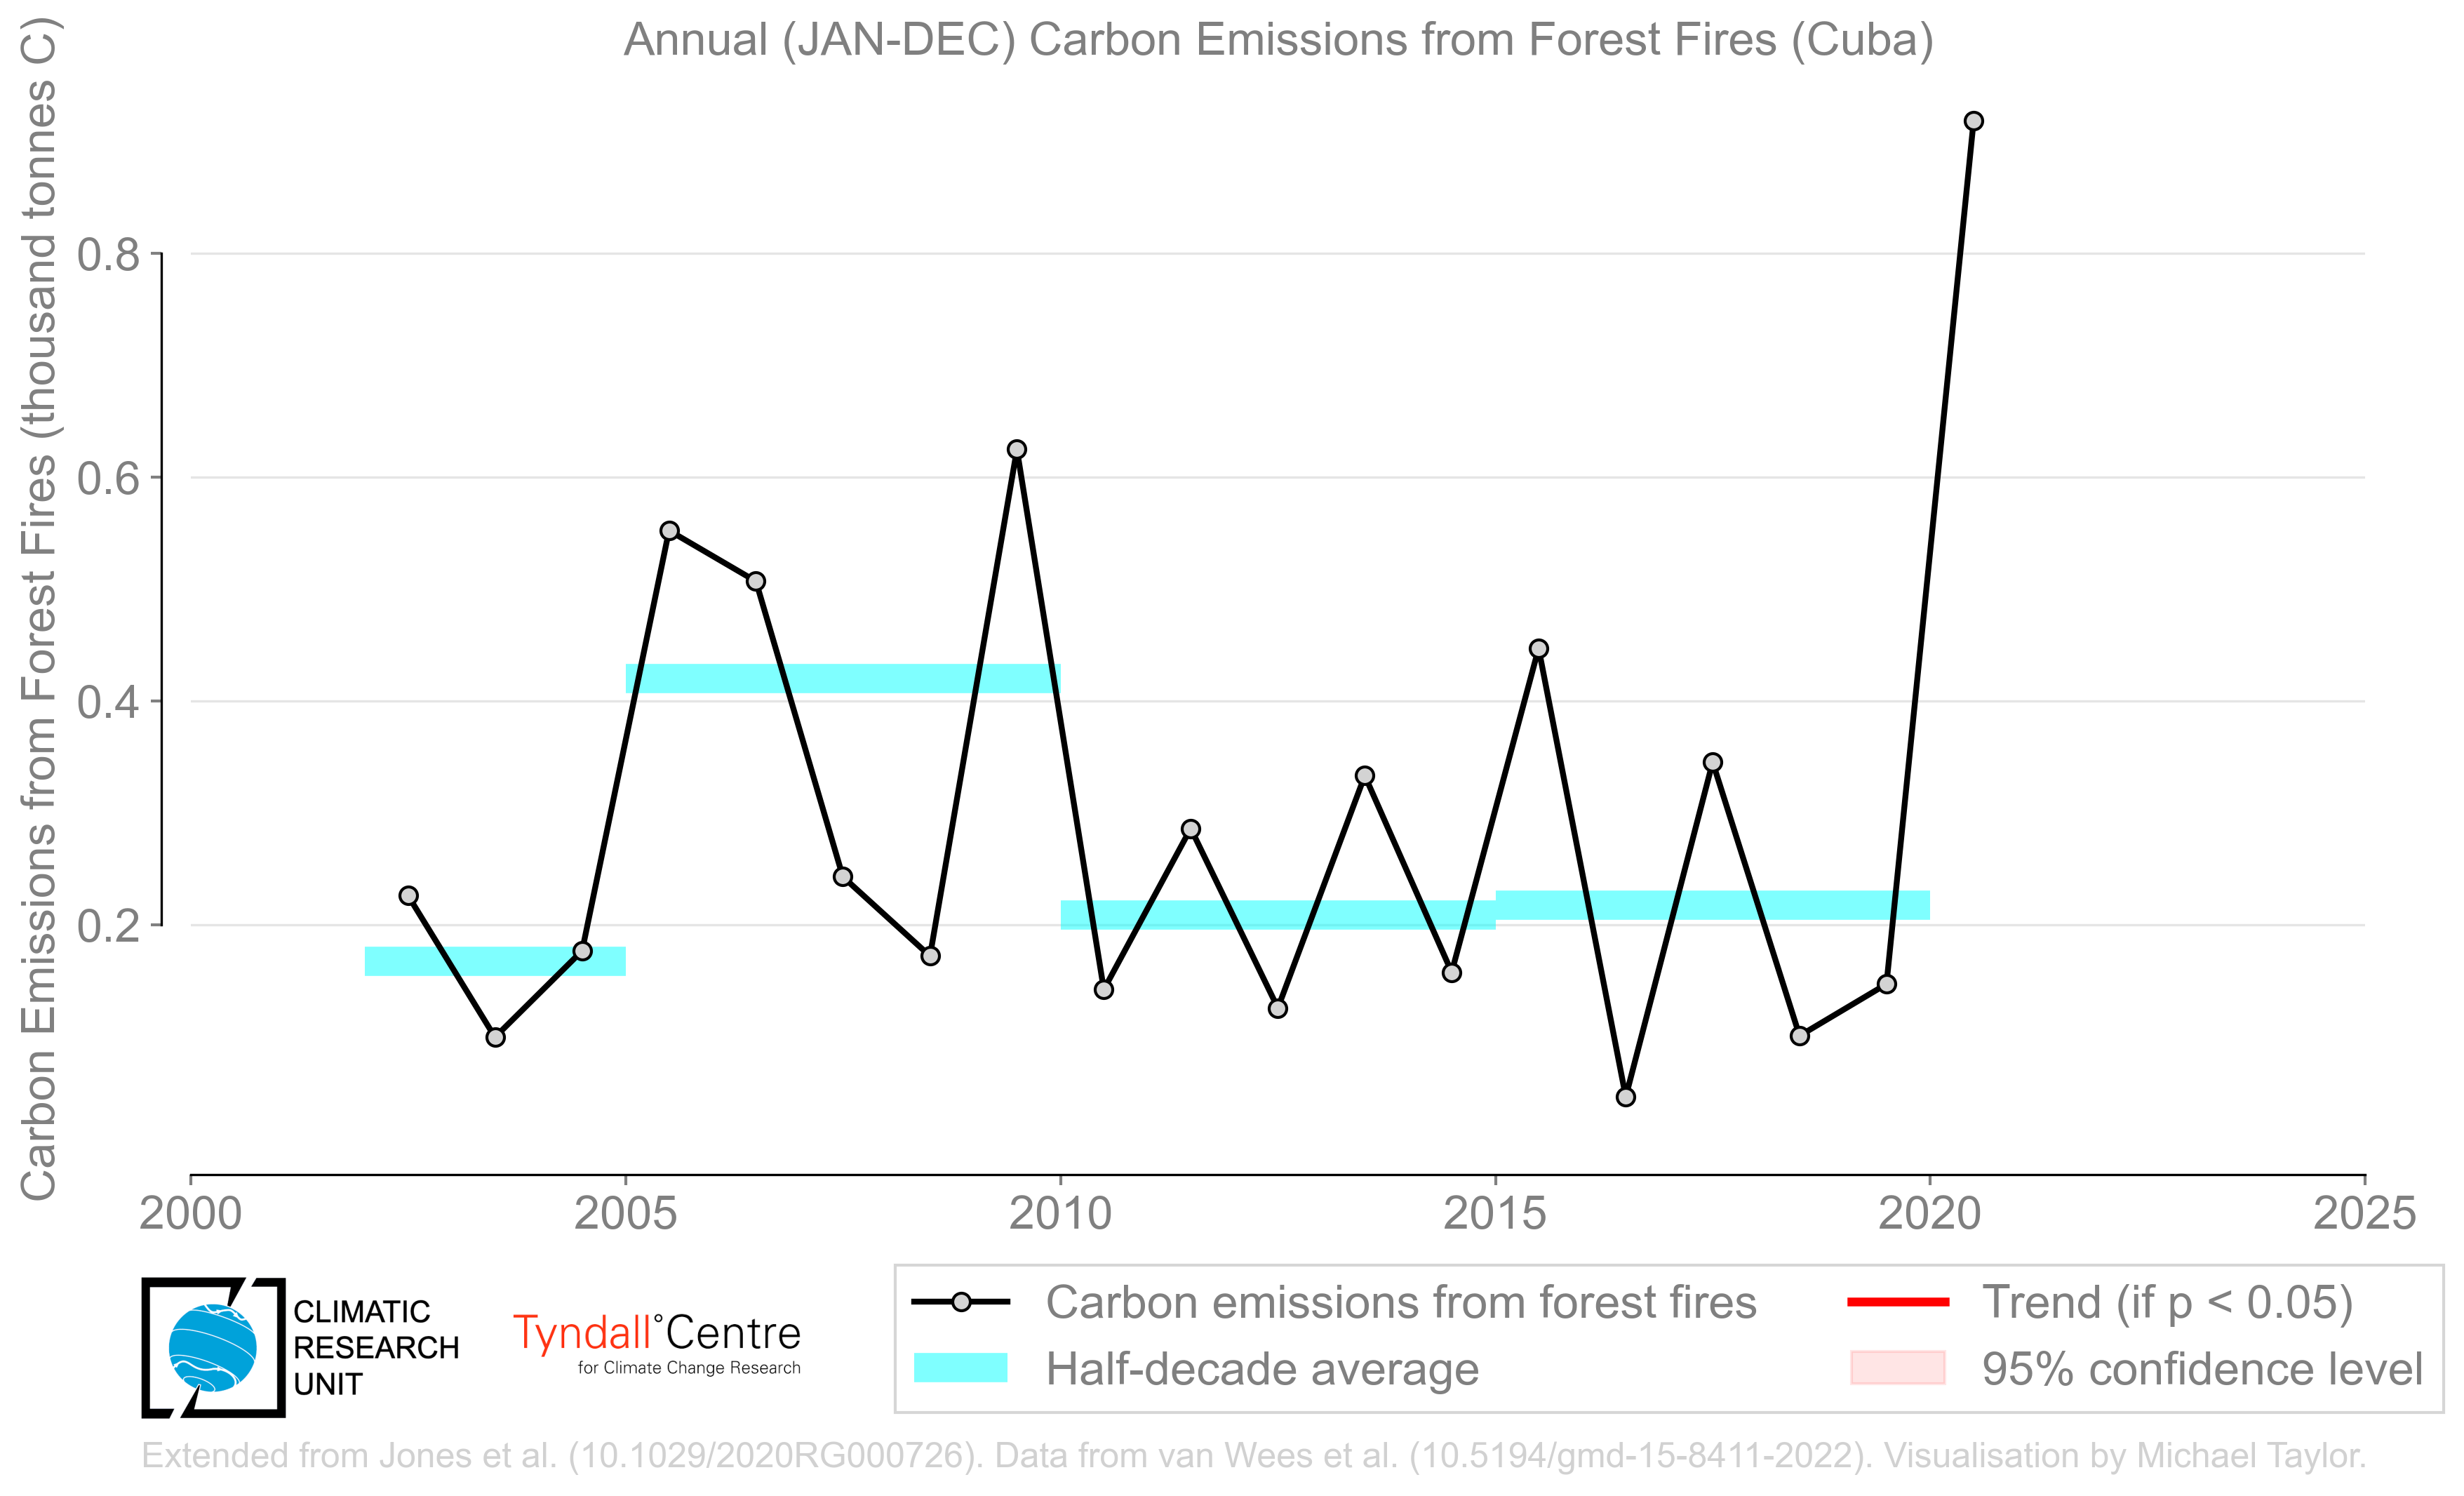 Annual (JAN-DEC) Carbon Emissions from Forest Fires (Cuba)
Carbon Emissions from Forest Fires (thousand tonnes C)
0.8
0.6
0.4
0.2
2000
2005
2010
2015
2020
2025
CLIMATIC
RESEARCH
UNIT
Tyndall°Centre
for Climate Change Research
Carbon emissions from forest fires
Half-decade average
Trend (if p < 0.05)
95% confidence level
Extended from Jones et al. (10.1029/2020RG000726). Data from van Wees et al. (10.5194/gmd-15-8411-2022). Visualisation by Michael Taylor.